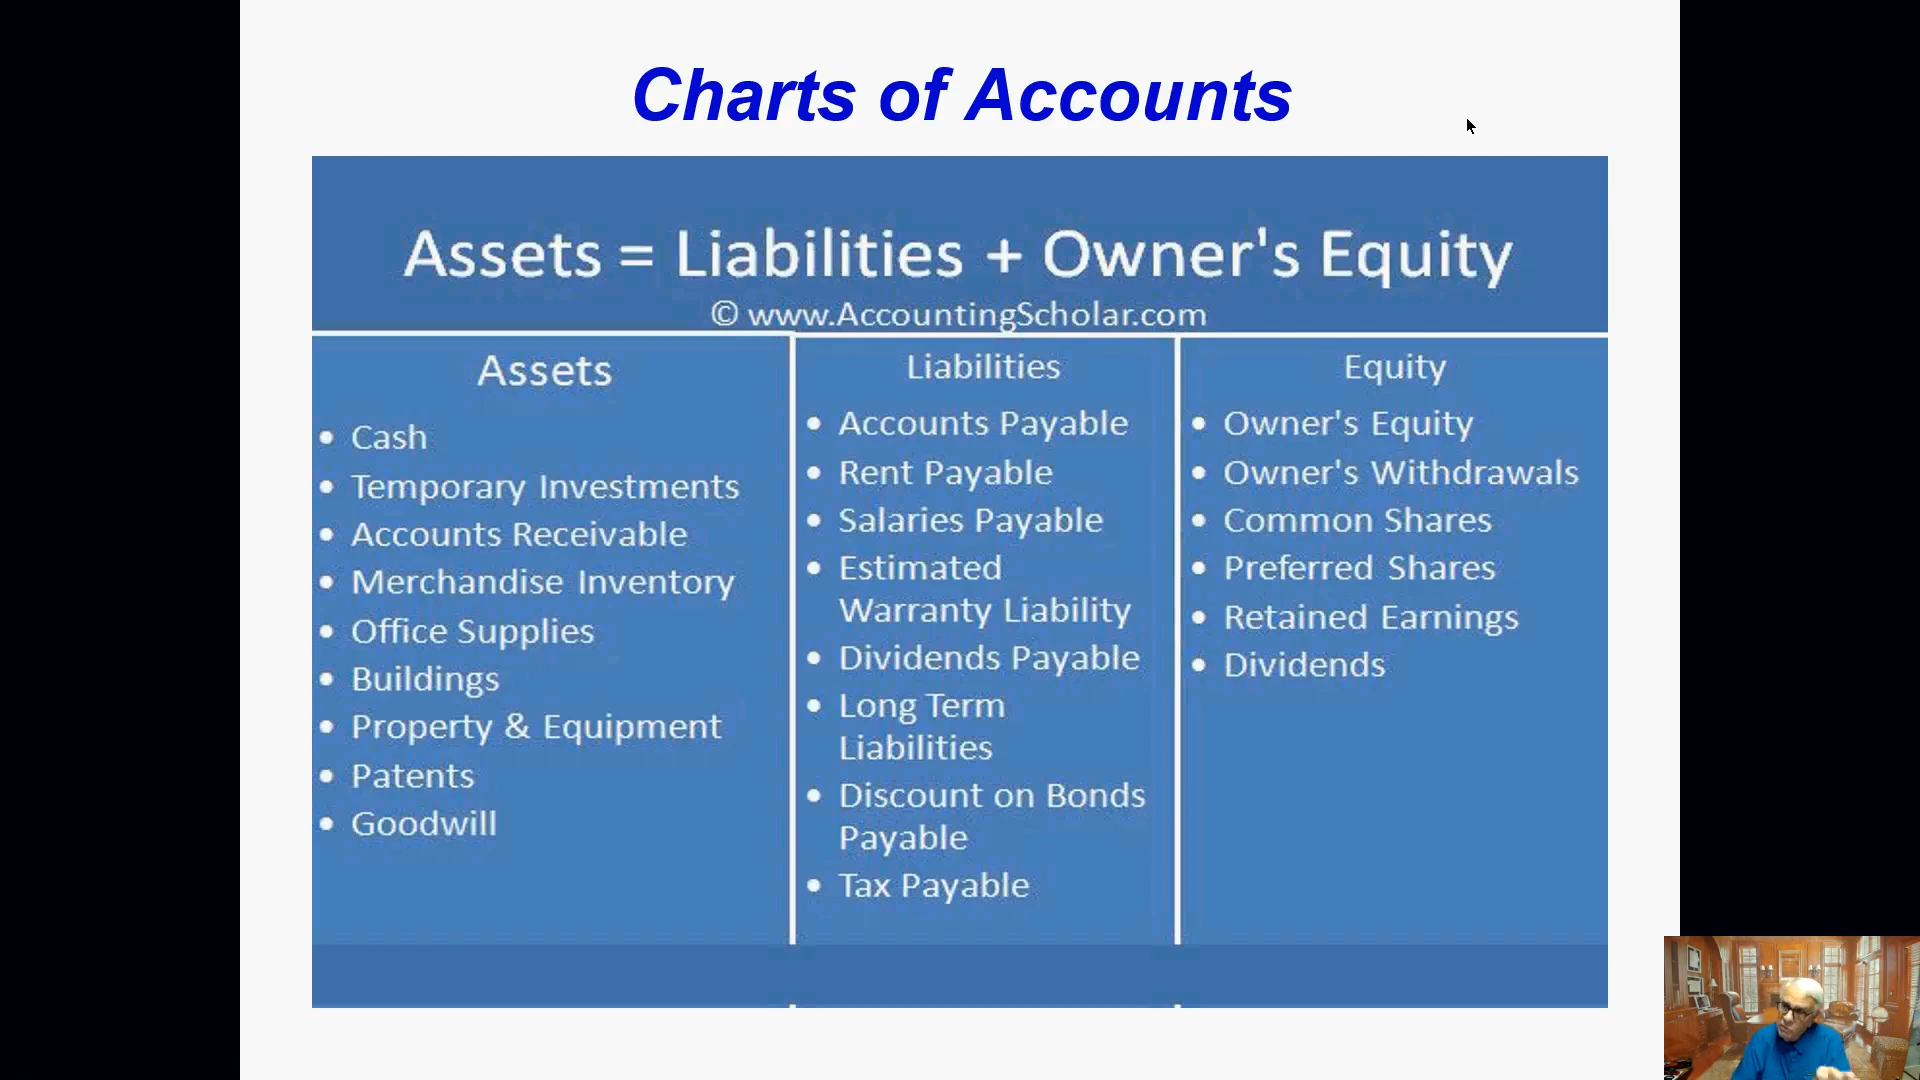 Charts of Accounts
Assets = Liabilities + Owner's Equity
© www.AccountingScholar.com
Assets
• Cash
• Temporary Investments
• Accounts Receivable
• Merchandise Inventory
• Office Supplies
• Buildings
• Property & Equipment
• Patents
• Goodwill
Liabilities
• Accounts Payable
• Rent Payable
• Salaries Payable
• Estimated
Warranty Liability
• Dividends Payable
• Long Term
Liabilities
• Discount on Bonds
Payable
• Tax Payable
Equity
• Owner's Equity
• Owner's Withdrawals
• Common Shares
• Preferred Shares
• Retained Earnings
• Dividends